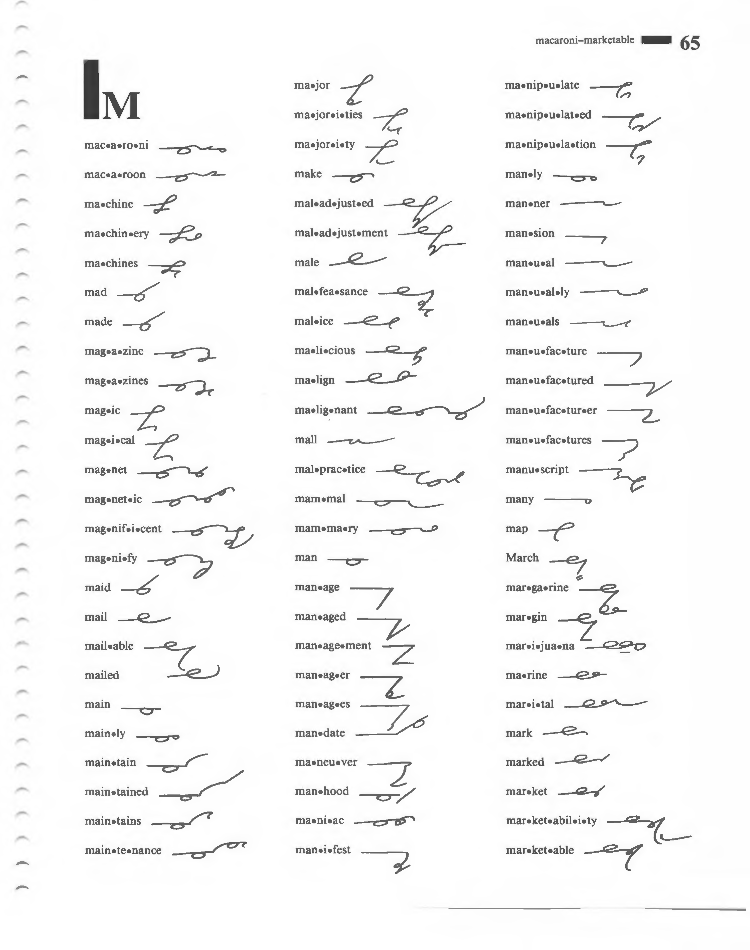 macaroni–marketable 65
M
mac•a•ro•ni
mac•a•roon
ma•chine
ma•chin•ery
ma•chines
mad
made
mag•a•zine
mag•a•zines
mag•ic
mag•i•cal
mag•net
mag•net•ic
mag•nif•i•cent
mag•ni•fy
maid
mail
mail•able
mailed
main
main•ly
main•tain
main•tained
main•tains
main•te•nance
ma•jor
ma•jor•i•ties
ma•jor•i•ty
make
mal•ad•just•ed
mal•ad•just•ment
male
mal•fea•sance
mal•ice
ma•li•cious
ma•lign
ma•lig•nant
mall
mal•prac•tice
mam•mal
mam•ma•ry
man
man•age
man•aged
man•age•ment
man•ag•er
man•ag•es
man•date
ma•neu•ver
man•hood
ma•ni•ac
man•i•fest
ma•nip•u•late
ma•nip•u•lat•ed
ma•nip•u•la•tion
man•ly
man•ner
man•sion
man•u•al
man•u•al•ly
man•u•als
man•u•fac•ture
man•u•fac•tured
man•u•fac•tur•er
man•u•fac•tures
manu•script
many
map
March
mar•ga•rine
mar•gin
mar•i•jua•na
ma•rine
mar•i•tal
mark
marked
mar•ket
mar•ket•abil•i•ty
mar•ket•able